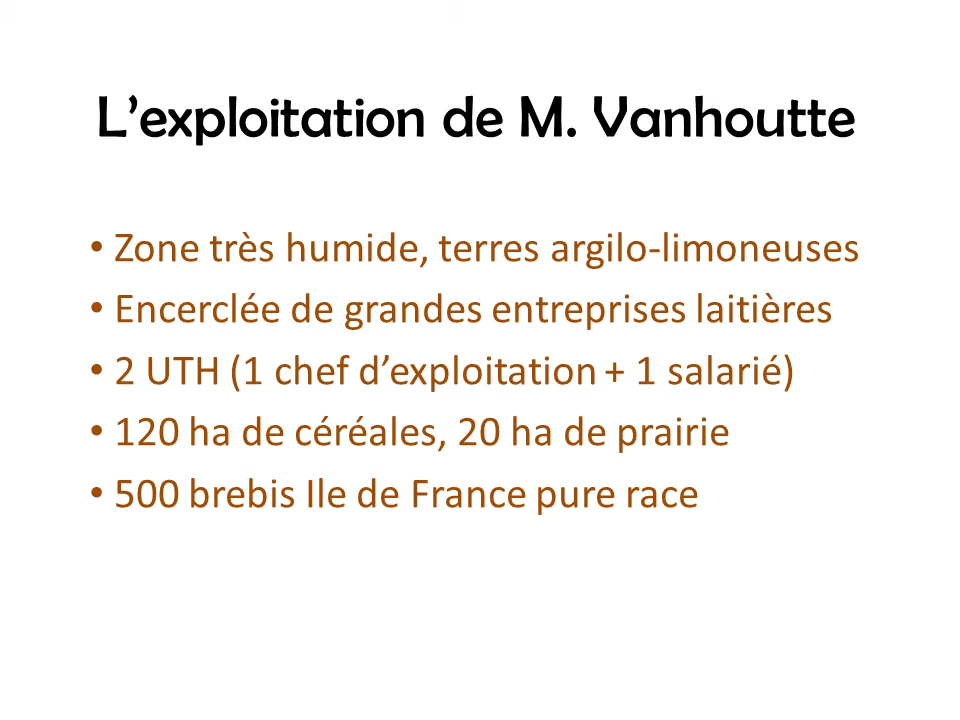 L’exploitation de M. Vanhoutte
• Zone très humide, terres argilo-limoneuses
• Encerclée de grandes entreprises laitières
• 2 UTH (1 chef d’exploitation + 1 salarié)
• 120 ha de céréales, 20 ha de prairie
• 500 brebis Ile de France pure race